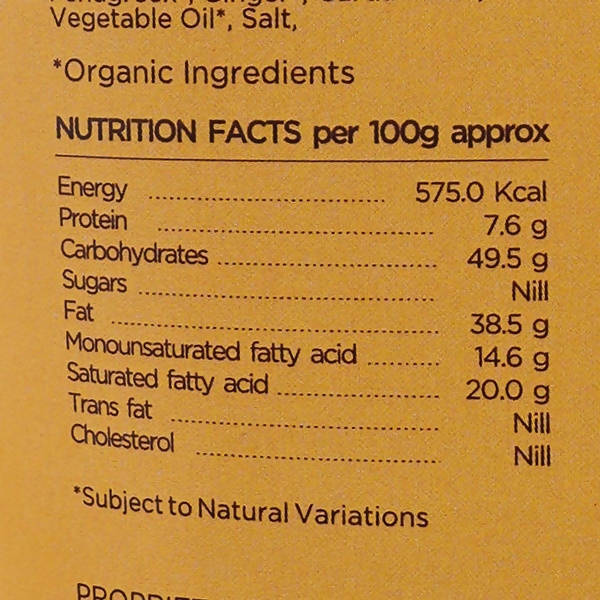 Vegetable Oil*, Salt,
*Organic Ingredients
NUTRITION FACTS per 100g approx
Energy ........................ 575.0 Kcal
Protein ........................ 7.6 g
Carbohydrates ........................ 49.5 g
Sugars ........................ Nill
Fat ........................ 38.5 g
Monounsaturated fatty acid ........ 14.6 g
Saturated fatty acid ................ 20.0 g
Trans fat ........................ Nill
Cholesterol ........................ Nill
*Subject to Natural Variations